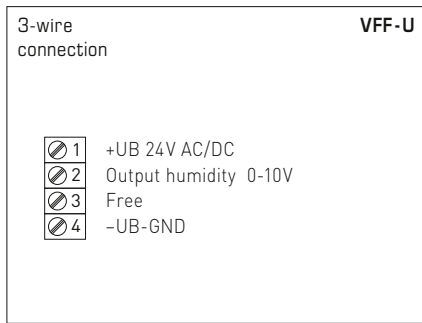 3-wire VFF-U
connection
1 +UB 24V AC/DC
2 Output humidity 0-10V
3 Free
4 –UB-GND